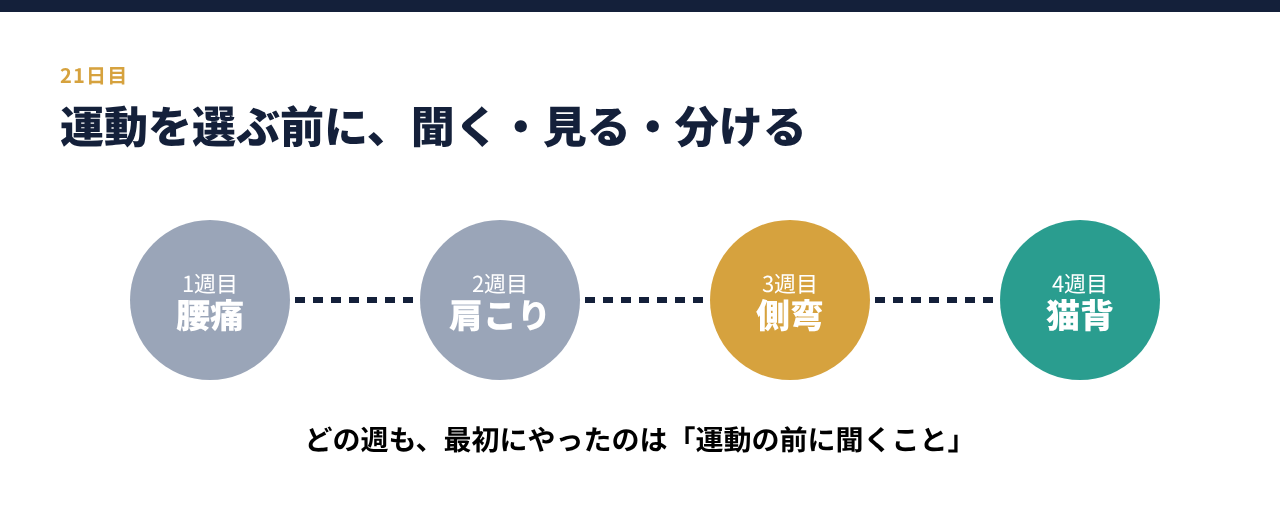 21日目
運動を選ぶ前に、聞く・見る・分ける
1週目
腰痛
2週目
肩こり
3週目
側弯
4週目
猫背
どの週も、最初にやったのは「運動の前に聞くこと」